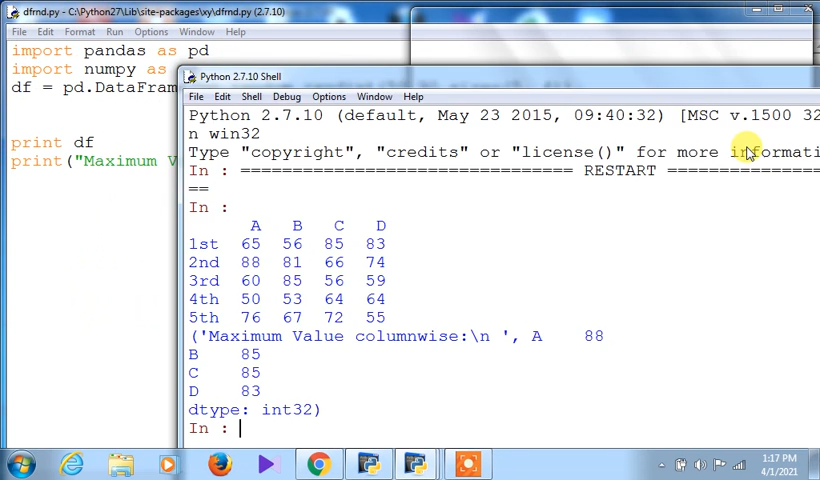 dfrnd.py - C:\Python27\Lib\site-packages\xy\dfrnd.py (2.7.10)
File Edit Format Run Options Window Help
import pandas as pd
import numpy as
df = pd.DataFram
print df
print("Maximum V
Python 2.7.10 Shell
File Edit Shell Debug Options Window Help
Python 2.7.10 (default, May 23 2015, 09:40:32) [MSC v.1500 32
n win32
Type "copyright", "credits" or "license()" for more informati
In : ================================ RESTART ===============
==
In :
A B C D
1st 65 56 85 83
2nd 88 81 66 74
3rd 60 85 56 59
4th 50 53 64 64
5th 76 67 72 55
('Maximum Value columnwise:\n ', A 88
B 85
C 85
D 83
dtype: int32)
In :
1:17 PM
4/1/2021